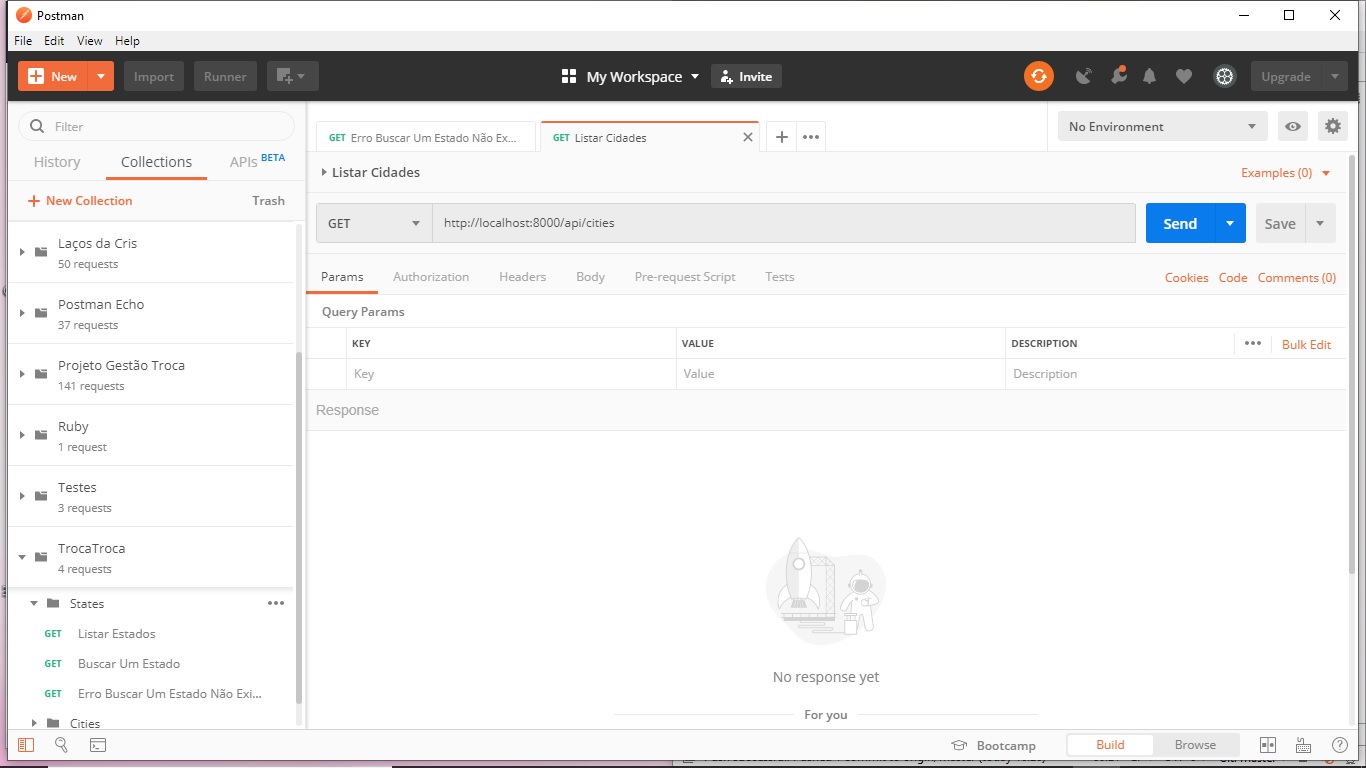 Postman
File Edit View Help
New Import Runner My Workspace Invite Upgrade
Filter
History Collections APIs BETA
New Collection Trash
Laços da Cris
50 requests
Postman Echo
37 requests
Projeto Gestão Troca
141 requests
Ruby
1 request
Testes
3 requests
TrocaTroca
4 requests
States
GET Listar Estados
GET Buscar Um Estado
GET Erro Buscar Um Estado Não Exi...
Cities
GET Erro Buscar Um Estado Não Ex...
GET Listar Cidades
No Environment
Listar Cidades
Examples (0)
GET http://localhost:8000/api/cities Send Save
Params Authorization Headers Body Pre-request Script Tests Cookies Code Comments (0)
Query Params
KEY VALUE DESCRIPTION Bulk Edit
Key Value Description
Response
No response yet
For you
Bootcamp Build Browse